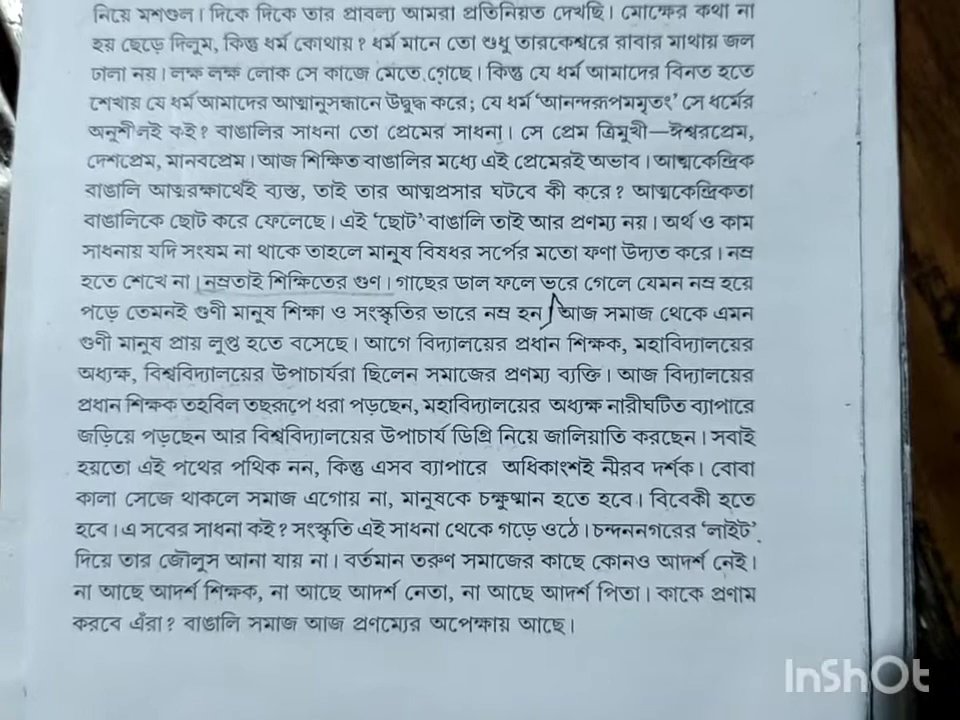 নিয়ে মশগুল। দিকে দিকে তার প্রাবল্য আমরা প্রতিনিয়ত দেখছি। মোক্ষের কথা না
হয় ছেড়ে দিলুম, কিন্তু ধর্ম কোথায়? ধর্ম মানে তো শুধু তারকেশ্বরে রাবার মাথায় জল
ঢালা নয়। লক্ষ লক্ষ লোক সে কাজে মেতে গেছে। কিন্তু যে ধর্ম আমাদের বিনত হতে
শেখায় যে ধর্ম আমাদের আত্মানুসন্ধানে উদ্বুদ্ধ করে; যে ধর্ম ‘আনন্দরূপমমৃতং’ সে ধর্মের
অনুশীলনই কই? বাঙালির সাধনা তো প্রেমের সাধনা। সে প্রেম ত্রিমুখী—ঈশ্বরপ্রেম,
দেশপ্রেম, মানবপ্রেম। আজ শিক্ষিত বাঙালির মধ্যে এই প্রেমেরই অভাব। আত্মকেন্দ্রিক
বাঙালি আত্মরক্ষার্থেই ব্যস্ত, তাই তার আত্মপ্রসার ঘটবে কী করে? আত্মকেন্দ্রিকতা
বাঙালিকে ছোট করে ফেলেছে। এই ‘ছোট’ বাঙালি তাই আর প্রণম্য নয়। অর্থ ও কাম
সাধনায় যদি সংযম না থাকে তাহলে মানুষ বিষধর সর্পের মতো ফণা উদ্যত করে। নম্র
হতে শেখে না। নম্রতাই শিক্ষিতের গুণ। গাছের ডাল ফলে ভরে গেলে যেমন নম্র হয়ে
পড়ে তেমনই গুণী মানুষ শিক্ষা ও সংস্কৃতির ভারে নম্র হন। আজ সমাজ থেকে এমন
গুণী মানুষ প্রায় লুপ্ত হতে বসেছে। আগে বিদ্যালয়ের প্রধান শিক্ষক, মহাবিদ্যালয়ের
অধ্যক্ষ, বিশ্ববিদ্যালয়ের উপাচার্যরা ছিলেন সমাজের প্রণম্য ব্যক্তি। আজ বিদ্যালয়ের
প্রধান শিক্ষক তহবিল তছরূপে ধরা পড়ছেন, মহাবিদ্যালয়ের অধ্যক্ষ নারীঘটিত ব্যাপারে
জড়িয়ে পড়ছেন আর বিশ্ববিদ্যালয়ের উপাচার্য ডিগ্রি নিয়ে জালিয়াতি করছেন। সবাই
হয়তো এই পথের পথিক নন, কিন্তু এসব ব্যাপারে অধিকাংশই নীরব দর্শক। বোবা
কালা সেজে থাকলে সমাজ এগোয় না, মানুষকে চক্ষুষ্মান হতে হবে। বিবেকী হতে
হবে। এ সবের সাধনা কই? সংস্কৃতি এই সাধনা থেকে গড়ে ওঠে। চন্দননগরের ‘লাইট’
দিয়ে তার জৌলুস আনা যায় না। বর্তমান তরুণ সমাজের কাছে কোনও আদর্শ নেই।
না আছে আদর্শ শিক্ষক, না আছে আদর্শ নেতা, না আছে আদর্শ পিতা। কাকে প্রণাম
করবে এঁরা? বাঙালি সমাজ আজ প্রণম্যের অপেক্ষায় আছে।
InShOt